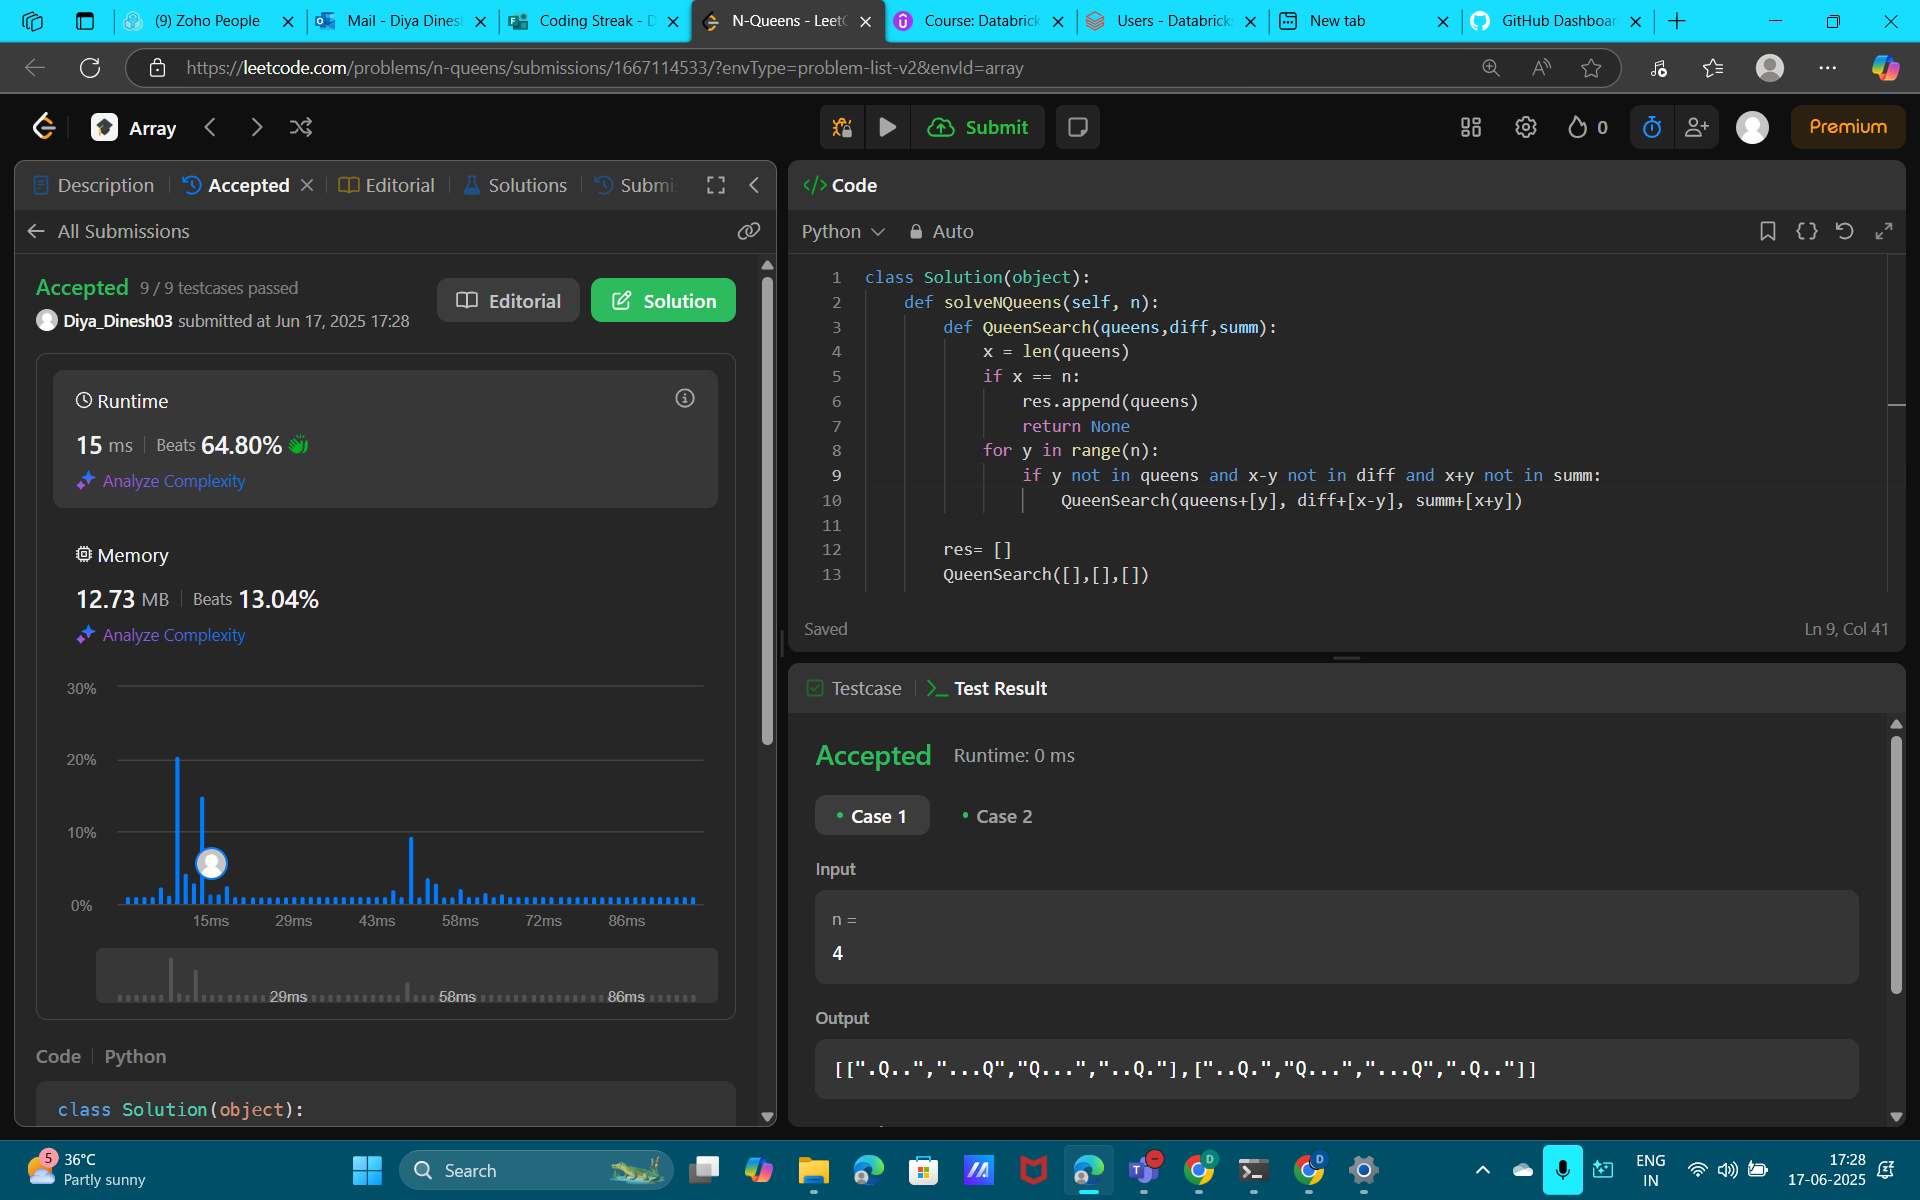 (9) Zoho People
Mail - Diya Dines
Coding Streak - D
N-Queens - LeetC
Course: Databrick
Users - Databricks
New tab
GitHub Dashboar
https://leetcode.com/problems/n-queens/submissions/1667114533/?envType=problem-list-v2&envId=array
Array
Submit
0
Premium
Description
Accepted
Editorial
Solutions
Submis
All Submissions
Accepted 9 / 9 testcases passed
Diya_Dinesh03 submitted at Jun 17, 2025 17:28
Editorial
Solution
Runtime
15 ms Beats 64.80%
Analyze Complexity
Memory
12.73 MB Beats 13.04%
Analyze Complexity
30%
20%
10%
0%
15ms 29ms 43ms 58ms 72ms 86ms
29ms 58ms 86ms
Code Python
class Solution(object):
</> Code
Python Auto
1 class Solution(object):
2 def solveNQueens(self, n):
3 def QueenSearch(queens,diff,summ):
4 x = len(queens)
5 if x == n:
6 res.append(queens)
7 return None
8 for y in range(n):
9 if y not in queens and x-y not in diff and x+y not in summ:
10 QueenSearch(queens+[y], diff+[x-y], summ+[x+y])
11
12 res= []
13 QueenSearch([],[],[])
Saved Ln 9, Col 41
Testcase
Test Result
Accepted Runtime: 0 ms
Case 1 Case 2
Input
n =
4
Output
[[".Q..","...Q","Q...","..Q."],["..Q.","Q...","...Q",".Q.."]]
5
36°C
Partly sunny
Search
D
D
ENG
IN
17:28
17-06-2025